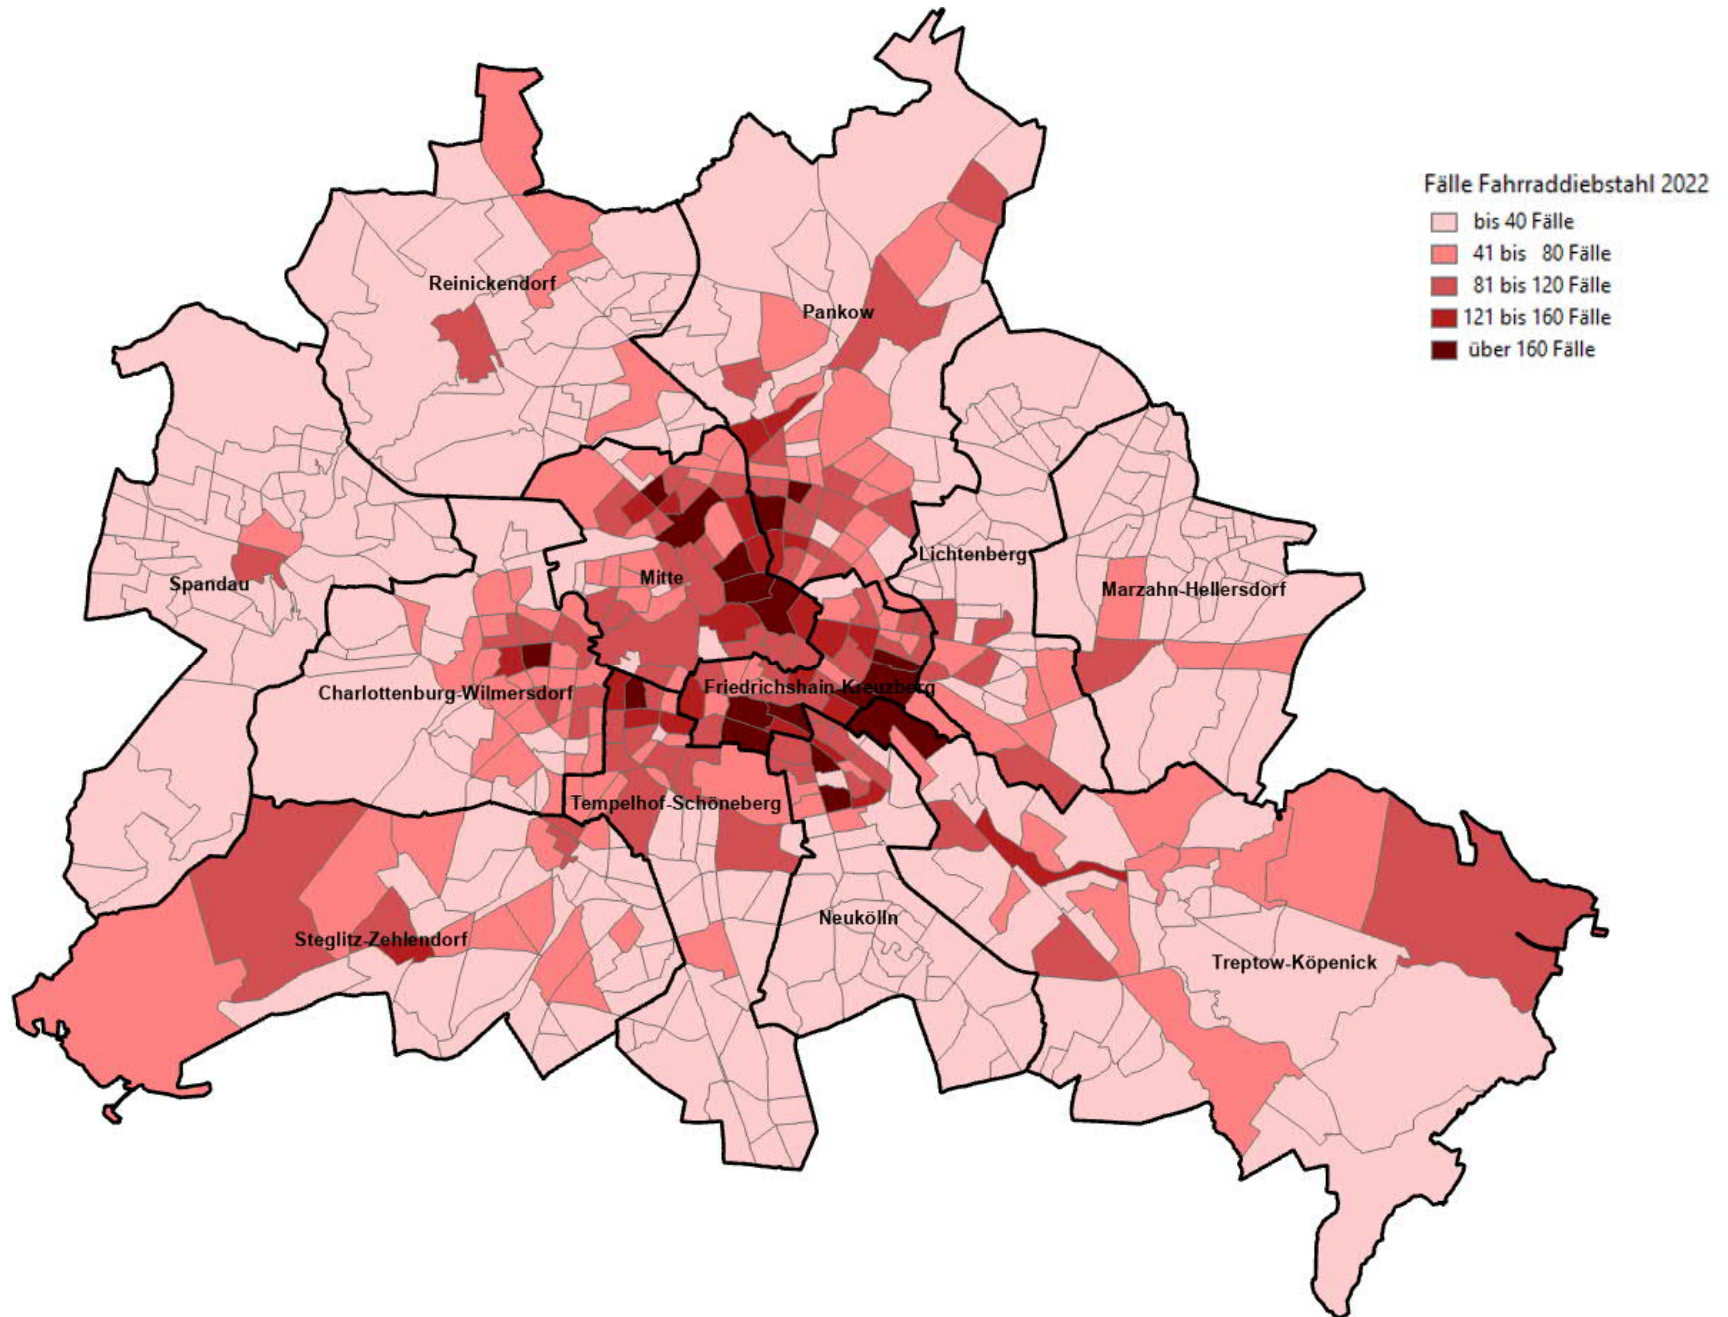 Fälle Fahrraddiebstahl 2022
bis 40 Fälle
41 bis 80 Fälle
81 bis 120 Fälle
121 bis 160 Fälle
über 160 Fälle
Reinickendorf
Pankow
Lichtenberg
Mitte
Spandau
Marzahn-Hellersdorf
Charlottenburg-Wilmersdorf
Friedrichshain-Kreuzberg
Tempelhof-Schöneberg
Neukölln
Steglitz-Zehlendorf
Treptow-Köpenick